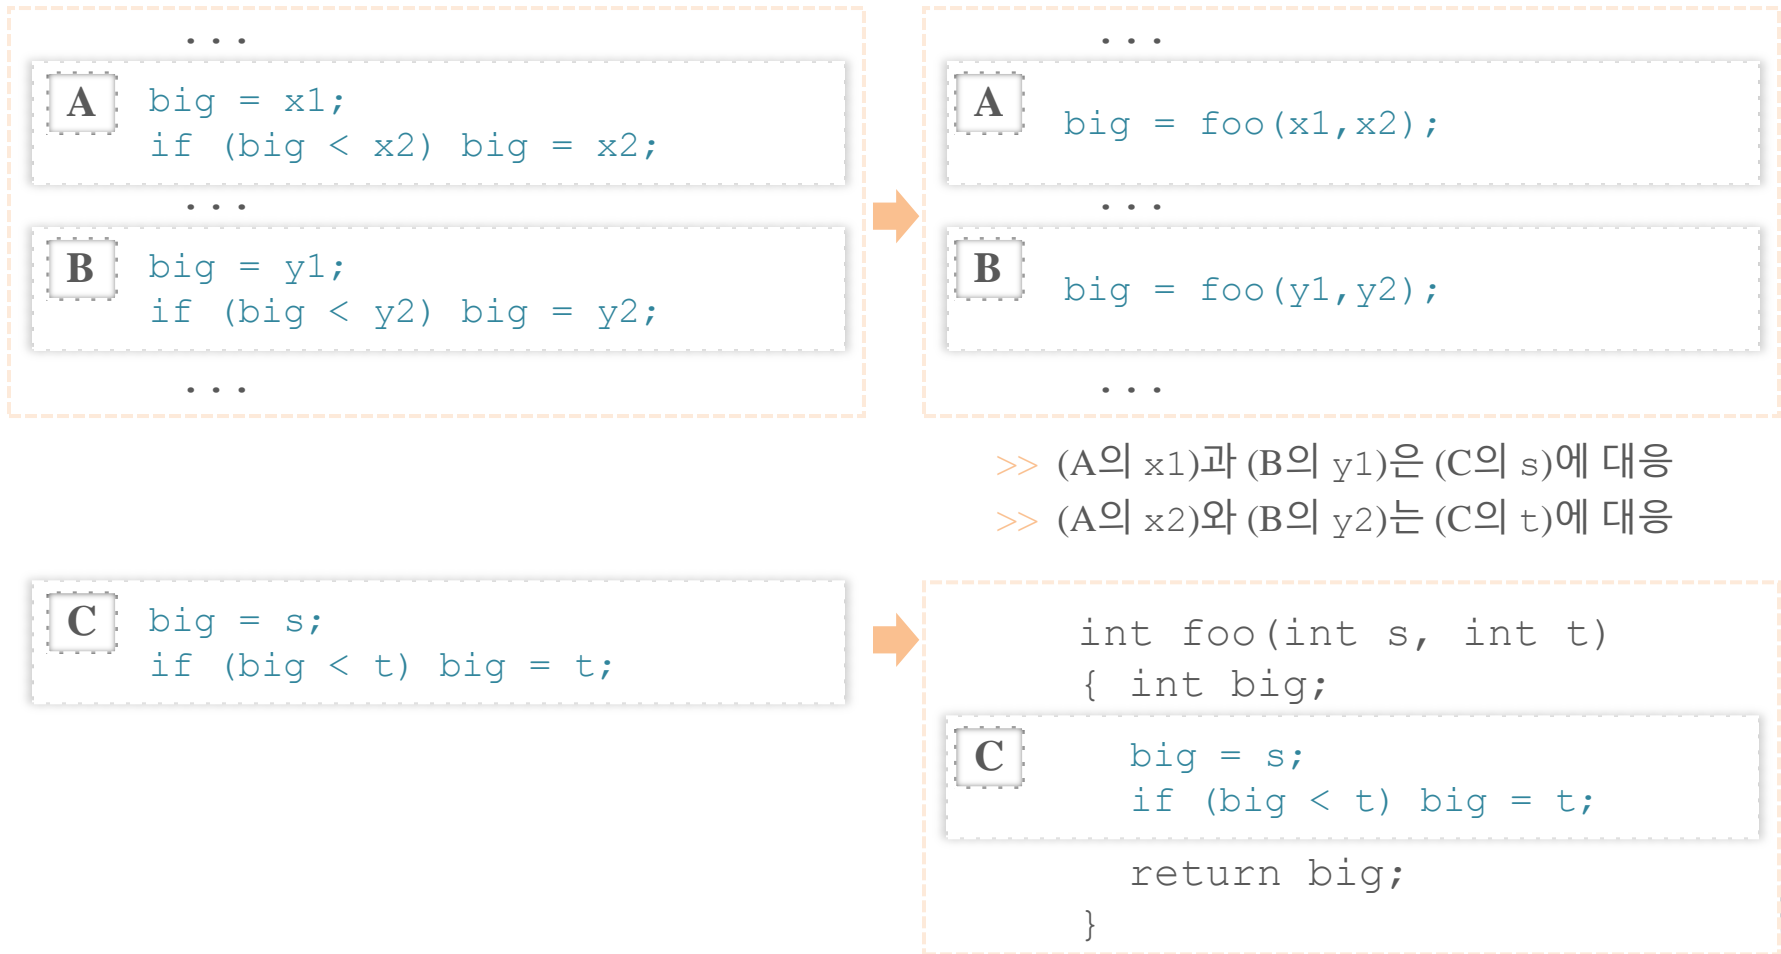 ...
A
big = x1;
if (big < x2) big = x2;
...
B
big = y1;
if (big < y2) big = y2;
...
...
A
big = foo(x1,x2);
...
B
big = foo(y1,y2);
...
>> (A의 x1)과 (B의 y1)은 (C의 s)에 대응
>> (A의 x2)와 (B의 y2)는 (C의 t)에 대응
C
big = s;
if (big < t) big = t;
int foo(int s, int t)
{ int big;
C
big = s;
if (big < t) big = t;
return big;
}